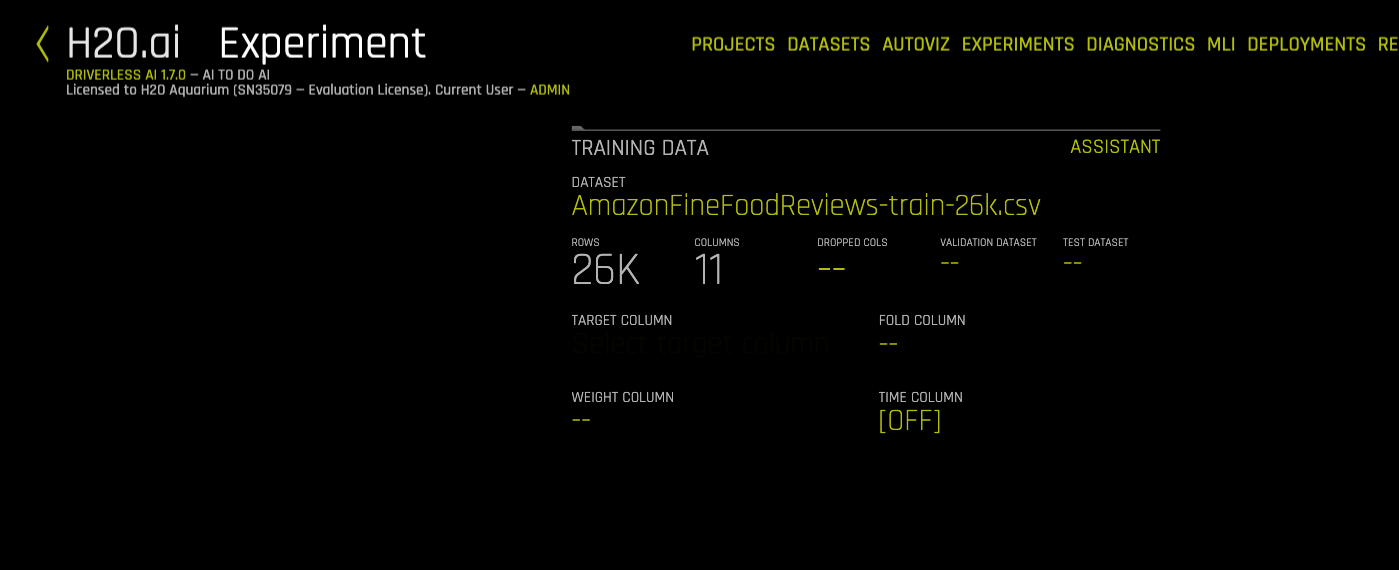 H2O.ai Experiment
PROJECTS DATASETS AUTOVIZ EXPERIMENTS DIAGNOSTICS MLI DEPLOYMENTS RE
DRIVERLESS AI 1.7.0 – AI TO DO AI
Licensed to H2O Aquarium (SN35079 – Evaluation License). Current User – ADMIN
TRAINING DATA ASSISTANT
DATASET
AmazonFineFoodReviews-train-26k.csv
ROWS COLUMNS DROPPED COLS VALIDATION DATASET TEST DATASET
26K 11 -- -- --
TARGET COLUMN FOLD COLUMN
Select target column --
WEIGHT COLUMN TIME COLUMN
-- [OFF]